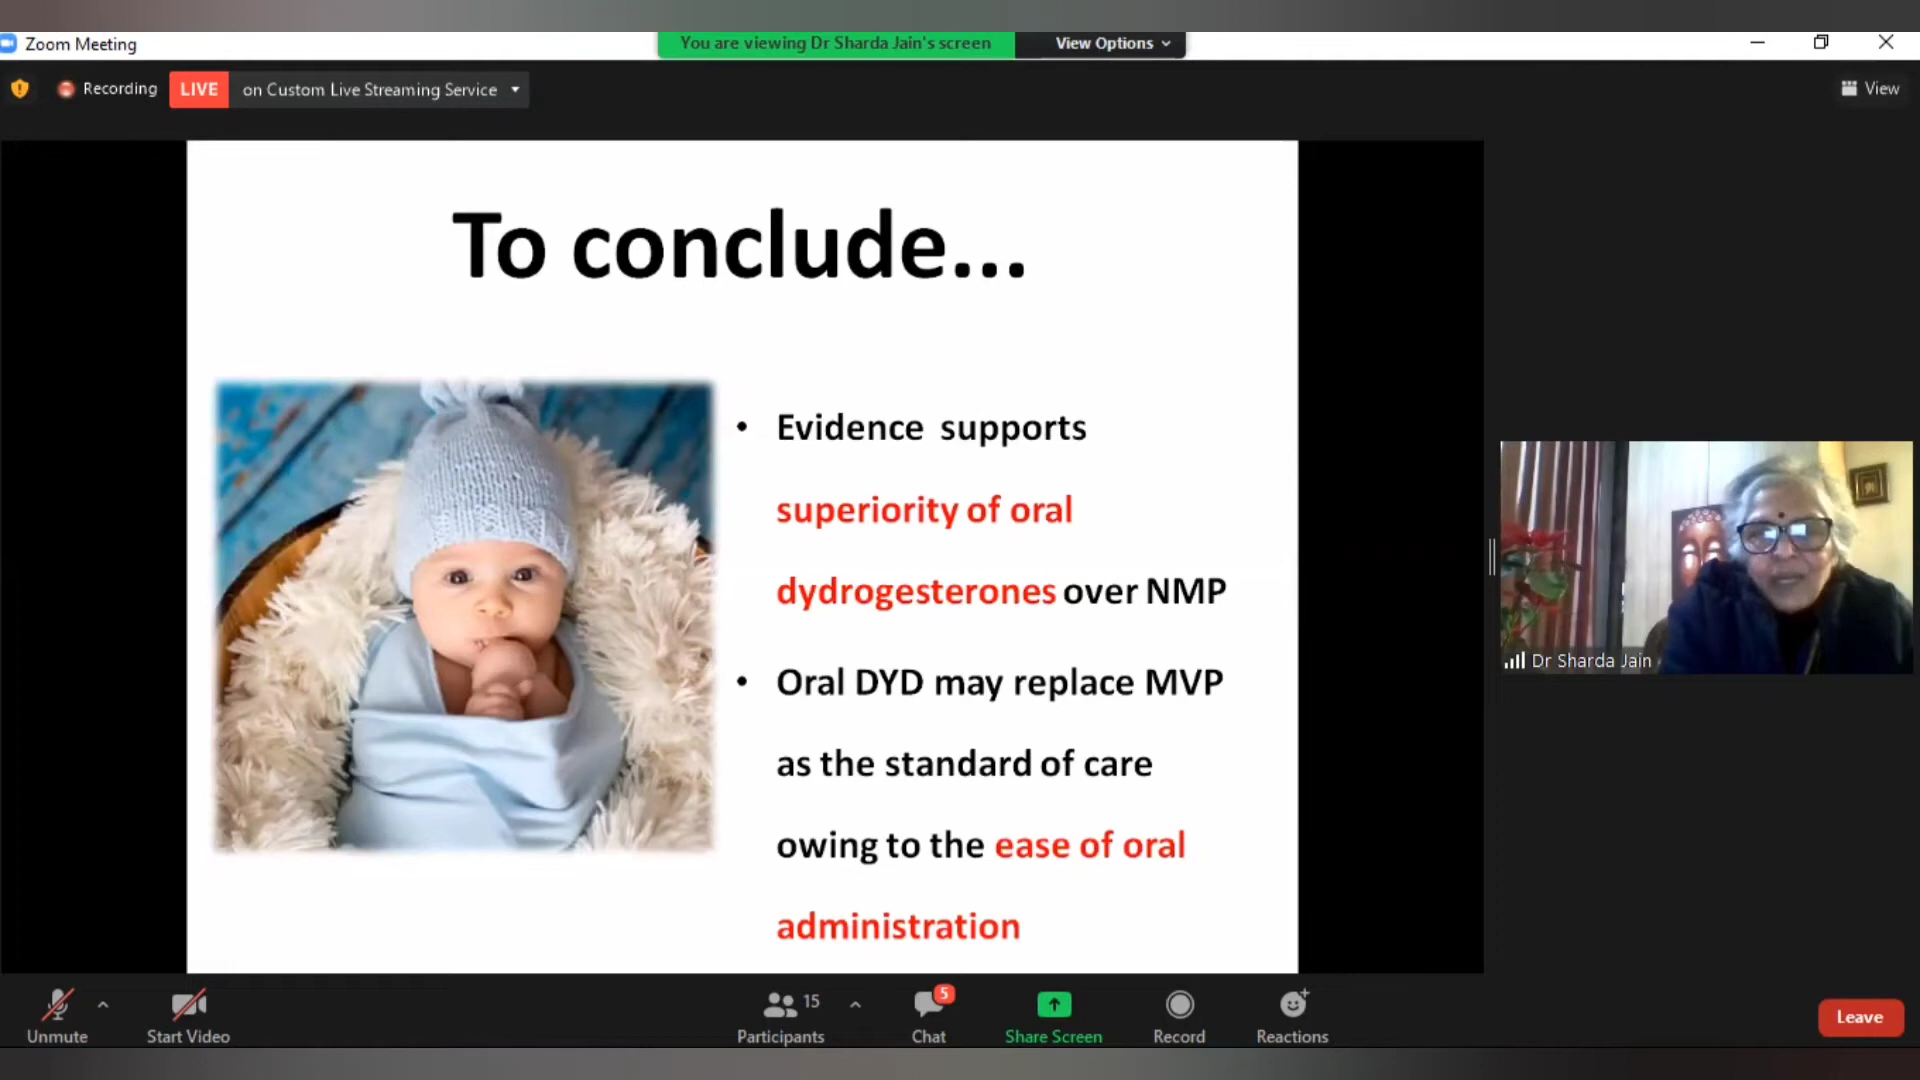 Zoom Meeting
You are viewing Dr Sharda Jain's screen
View Options
Recording
LIVE
on Custom Live Streaming Service
View
To conclude...
• Evidence supports
superiority of oral
dydrogesterones over NMP
• Oral DYD may replace MVP
as the standard of care
owing to the ease of oral
administration
Dr Sharda Jain
Unmute
Start Video
15
Participants
5
Chat
Share Screen
Record
Reactions
Leave